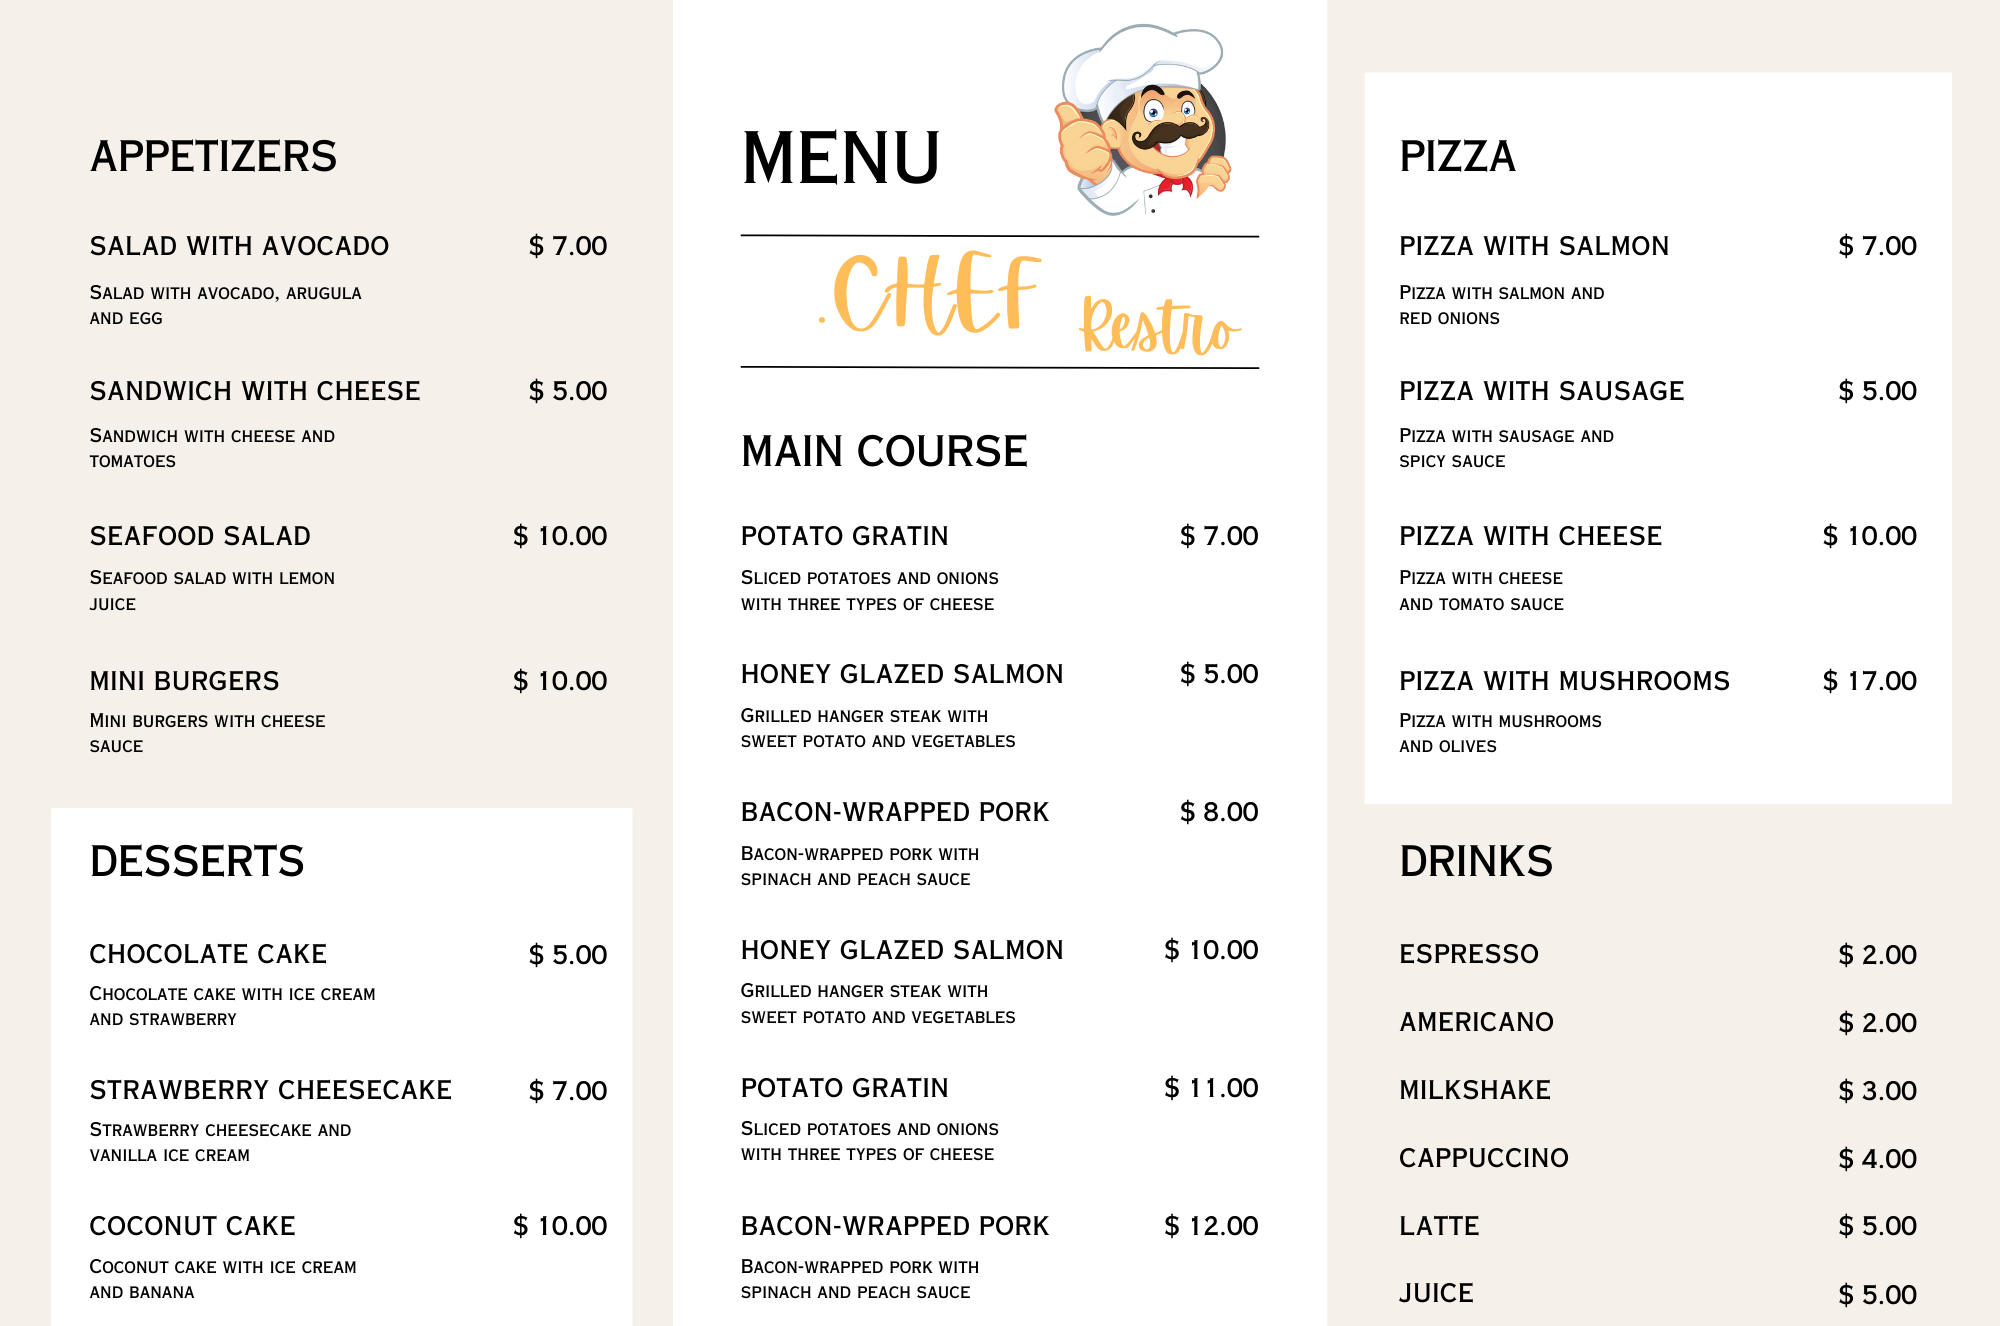 APPETIZERS
SALAD WITH AVOCADO $ 7.00
SALAD WITH AVOCADO, ARUGULA
AND EGG
SANDWICH WITH CHEESE $ 5.00
SANDWICH WITH CHEESE AND
TOMATOES
SEAFOOD SALAD $ 10.00
SEAFOOD SALAD WITH LEMON
JUICE
MINI BURGERS $ 10.00
MINI BURGERS WITH CHEESE
SAUCE
DESSERTS
CHOCOLATE CAKE $ 5.00
CHOCOLATE CAKE WITH ICE CREAM
AND STRAWBERRY
STRAWBERRY CHEESECAKE $ 7.00
STRAWBERRY CHEESECAKE AND
VANILLA ICE CREAM
COCONUT CAKE $ 10.00
COCONUT CAKE WITH ICE CREAM
AND BANANA
MENU
.CHEF Restro
MAIN COURSE
POTATO GRATIN $ 7.00
SLICED POTATOES AND ONIONS
WITH THREE TYPES OF CHEESE
HONEY GLAZED SALMON $ 5.00
GRILLED HANGER STEAK WITH
SWEET POTATO AND VEGETABLES
BACON-WRAPPED PORK $ 8.00
BACON-WRAPPED PORK WITH
SPINACH AND PEACH SAUCE
HONEY GLAZED SALMON $ 10.00
GRILLED HANGER STEAK WITH
SWEET POTATO AND VEGETABLES
POTATO GRATIN $ 11.00
SLICED POTATOES AND ONIONS
WITH THREE TYPES OF CHEESE
BACON-WRAPPED PORK $ 12.00
BACON-WRAPPED PORK WITH
SPINACH AND PEACH SAUCE
PIZZA
PIZZA WITH SALMON $ 7.00
PIZZA WITH SALMON AND
RED ONIONS
PIZZA WITH SAUSAGE $ 5.00
PIZZA WITH SAUSAGE AND
SPICY SAUCE
PIZZA WITH CHEESE $ 10.00
PIZZA WITH CHEESE
AND TOMATO SAUCE
PIZZA WITH MUSHROOMS $ 17.00
PIZZA WITH MUSHROOMS
AND OLIVES
DRINKS
ESPRESSO $ 2.00
AMERICANO $ 2.00
MILKSHAKE $ 3.00
CAPPUCCINO $ 4.00
LATTE $ 5.00
JUICE $ 5.00